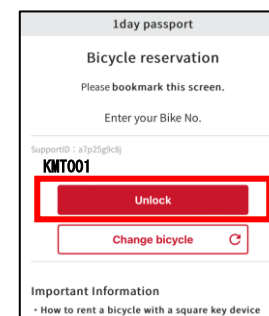 1day passport
Bicycle reservation
Please bookmark this screen.
Enter your Bike No.
SupportID : a7p25g9c8j
KMT001
Unlock
Change bicycle
Important Information
・How to rent a bicycle with a square key device